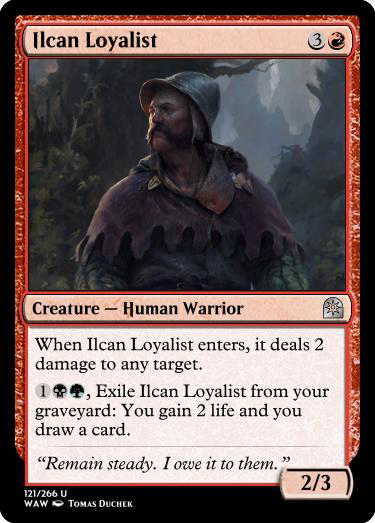 Ilcan Loyalist 3
Creature — Human Warrior
When Ilcan Loyalist enters, it deals 2
damage to any target.
1, Exile Ilcan Loyalist from your
graveyard: You gain 2 life and you
draw a card.
“Remain steady. I owe it to them.”
2/3
121/266 U
WAW Tomas Duchek